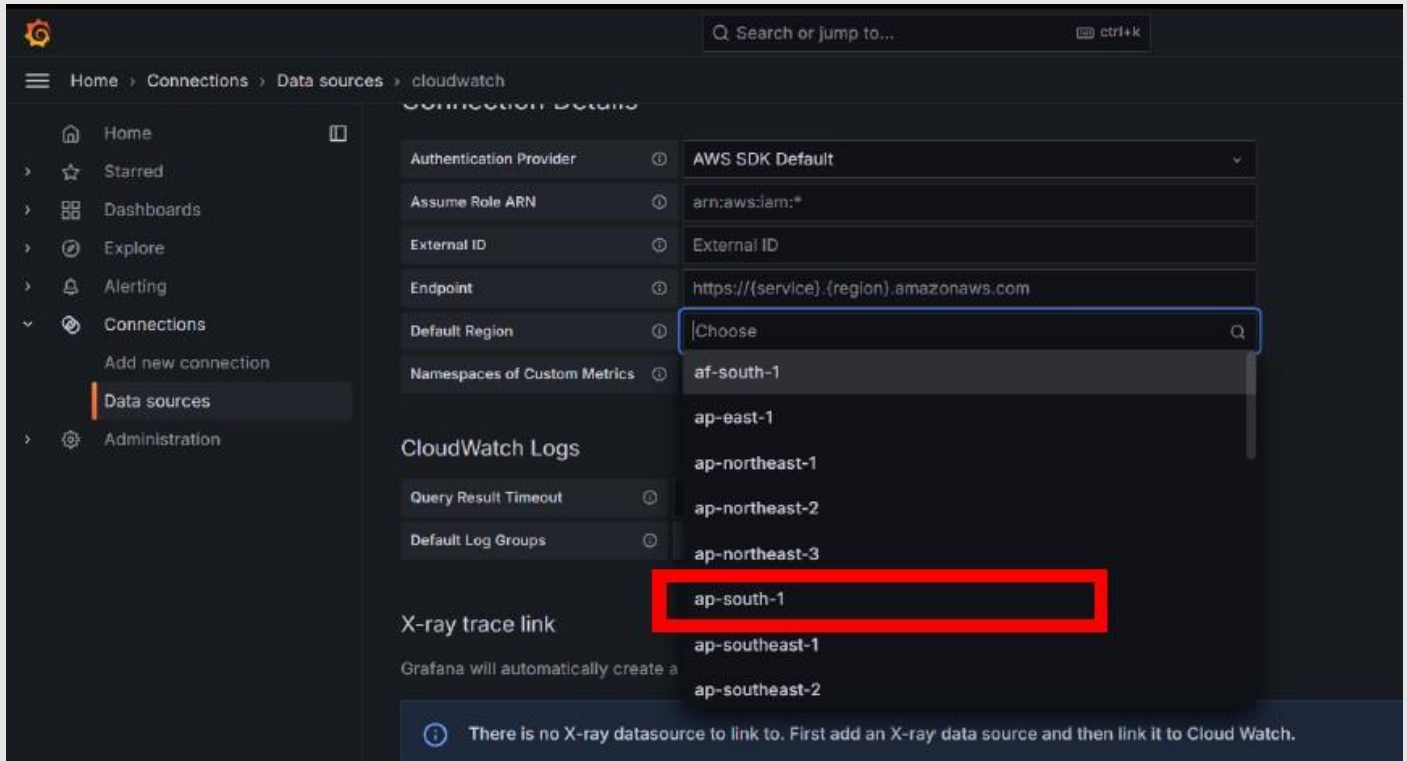 Search or jump to... ctrl+k
Home › Connections › Data sources › cloudwatch
Connection Details
Home
Starred
Dashboards
Explore
Alerting
Connections
Add new connection
Data sources
Administration
Authentication Provider AWS SDK Default
Assume Role ARN arn:aws:iam:*
External ID External ID
Endpoint https://{service}.{region}.amazonaws.com
Default Region Choose
Namespaces of Custom Metrics
af-south-1
ap-east-1
ap-northeast-1
ap-northeast-2
ap-northeast-3
ap-south-1
ap-southeast-1
ap-southeast-2
CloudWatch Logs
Query Result Timeout
Default Log Groups
X-ray trace link
Grafana will automatically create a
There is no X-ray datasource to link to. First add an X-ray data source and then link it to Cloud Watch.